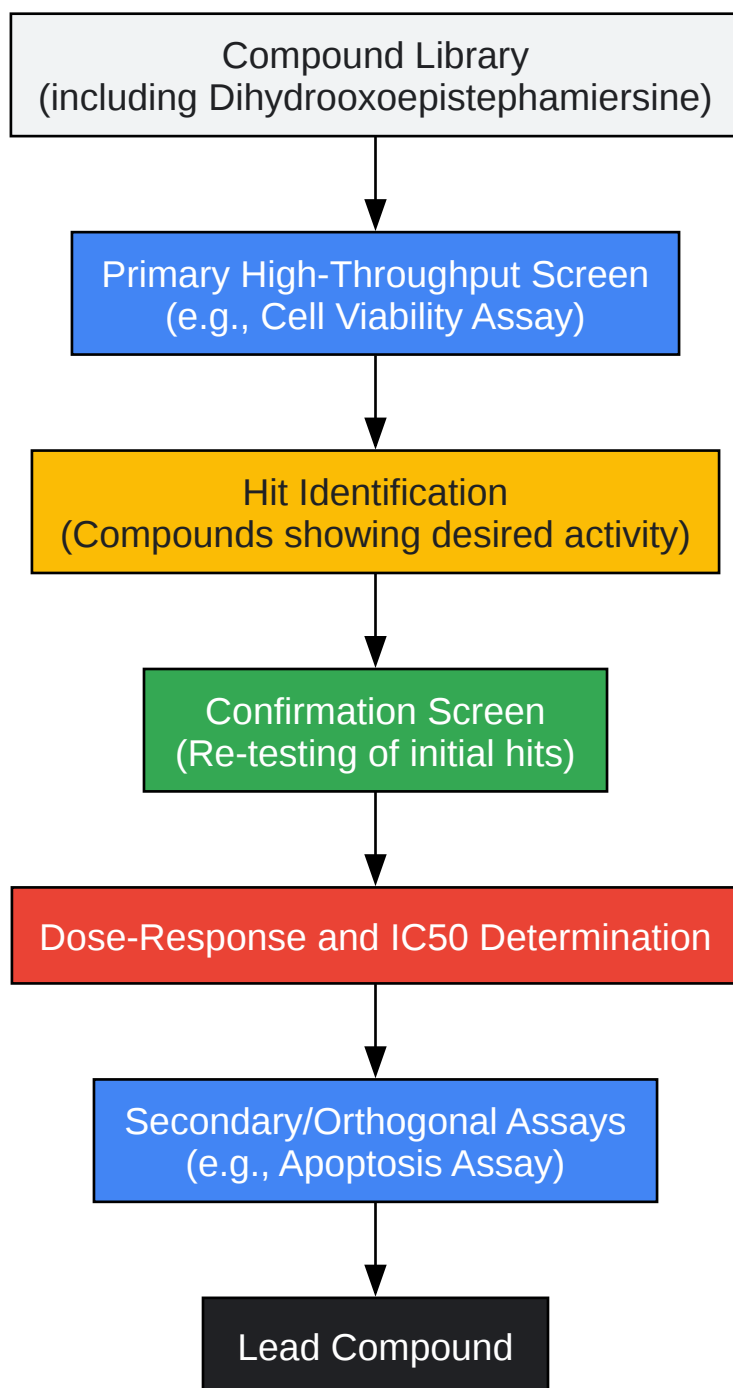 Compound Library
(including Dihydrooxoepistephamiersine)
Primary High-Throughput Screen
(e.g., Cell Viability Assay)
Hit Identification
(Compounds showing desired activity)
Confirmation Screen
(Re-testing of initial hits)
Dose-Response and IC50 Determination
Secondary/Orthogonal Assays
(e.g., Apoptosis Assay)
Lead Compound